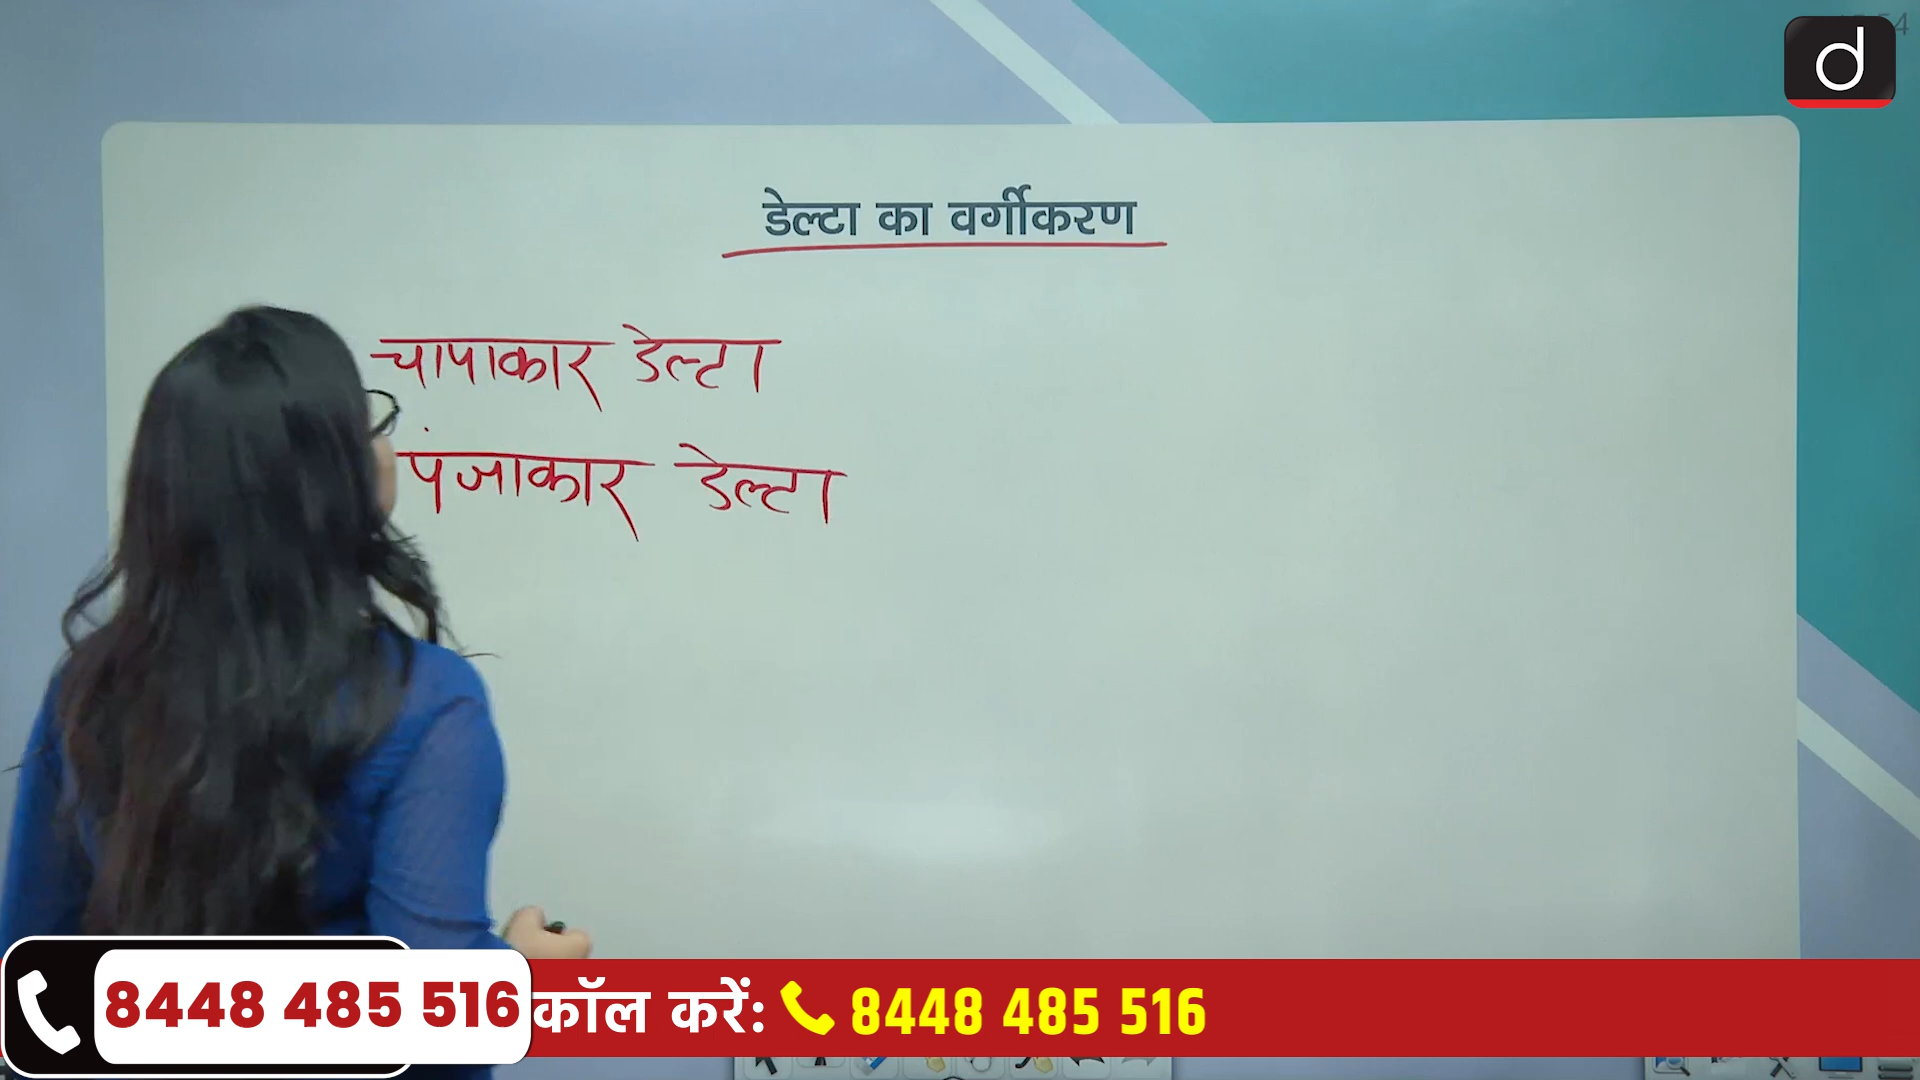 d
डेल्टा का वर्गीकरण
चापाकार डेल्टा
पंजाकार डेल्टा
8448 485 516
कॉल करें: 8448 485 516